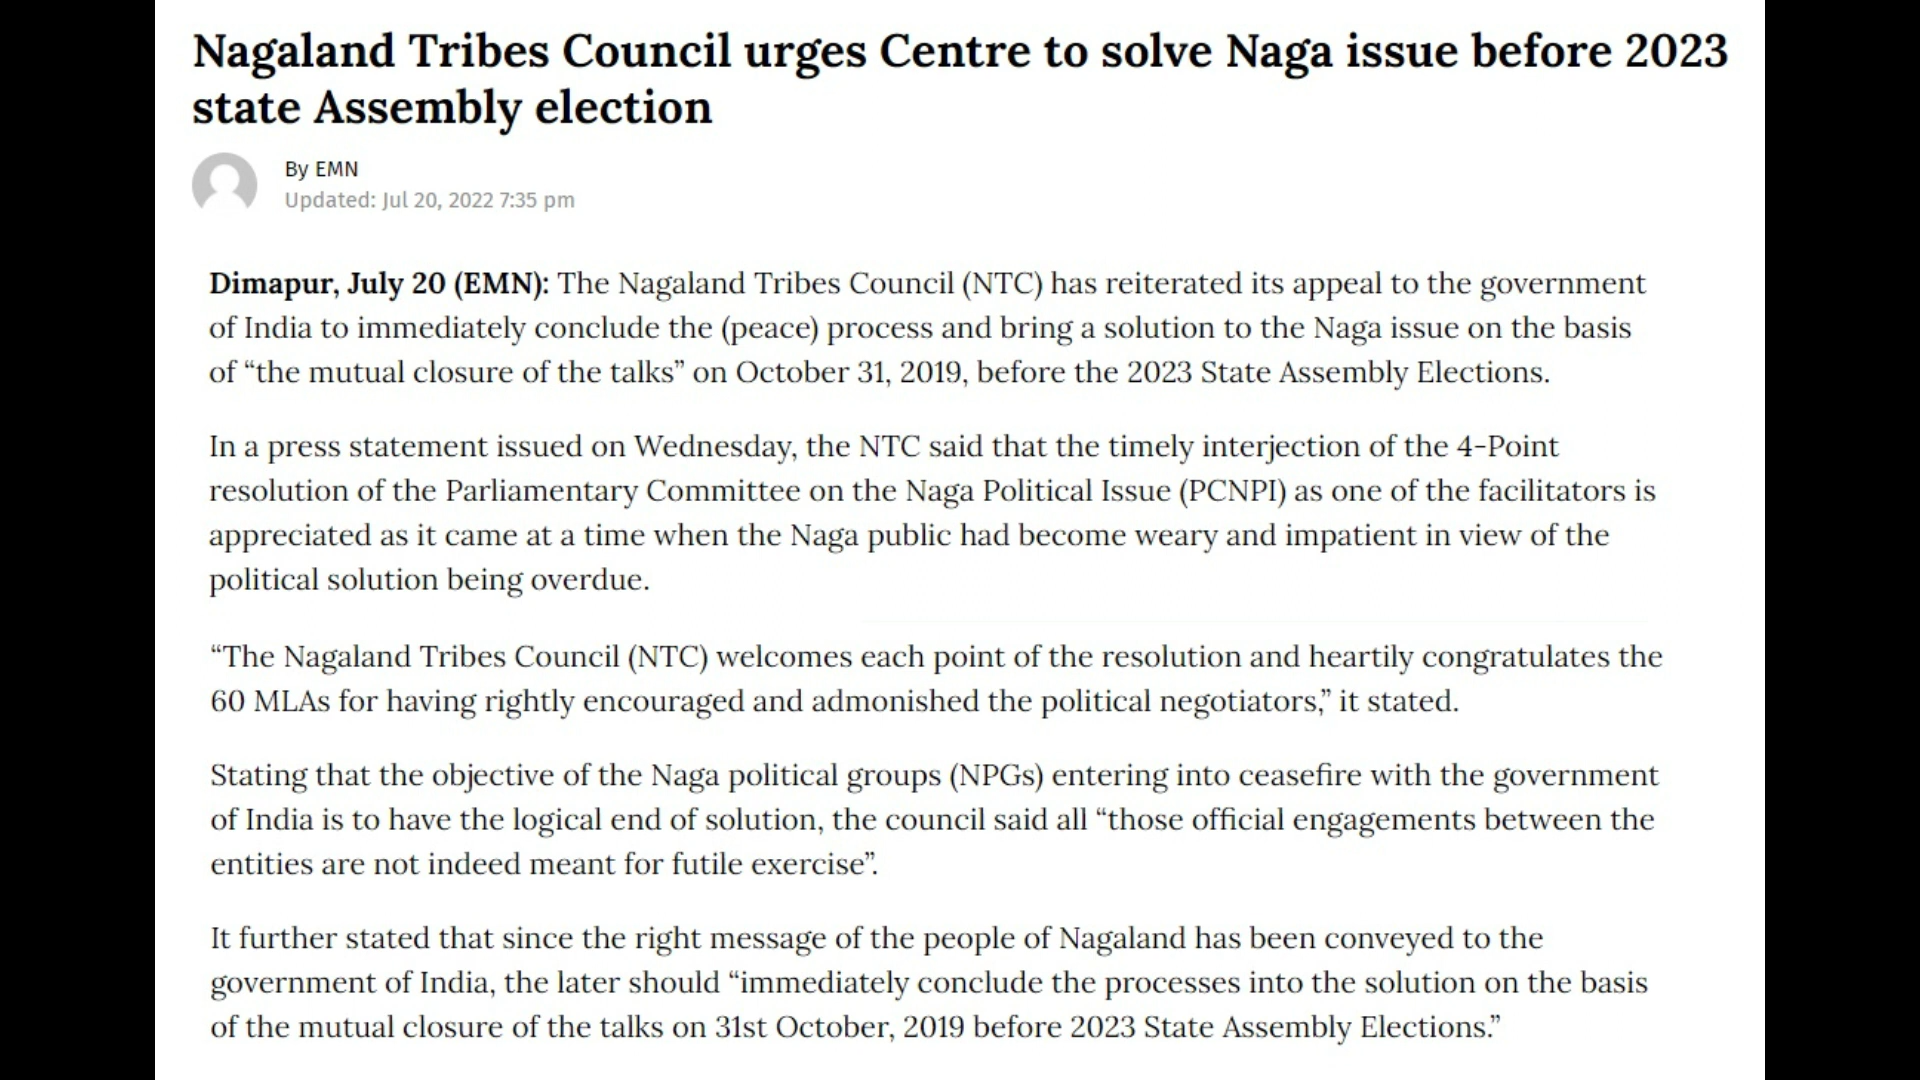 Nagaland Tribes Council urges Centre to solve Naga issue before 2023
state Assembly election
By EMN
Updated: Jul 20, 2022 7:35 pm
Dimapur, July 20 (EMN): The Nagaland Tribes Council (NTC) has reiterated its appeal to the government
of India to immediately conclude the (peace) process and bring a solution to the Naga issue on the basis
of “the mutual closure of the talks” on October 31, 2019, before the 2023 State Assembly Elections.
In a press statement issued on Wednesday, the NTC said that the timely interjection of the 4-Point
resolution of the Parliamentary Committee on the Naga Political Issue (PCNPI) as one of the facilitators is
appreciated as it came at a time when the Naga public had become weary and impatient in view of the
political solution being overdue.
“The Nagaland Tribes Council (NTC) welcomes each point of the resolution and heartily congratulates the
60 MLAs for having rightly encouraged and admonished the political negotiators,” it stated.
Stating that the objective of the Naga political groups (NPGs) entering into ceasefire with the government
of India is to have the logical end of solution, the council said all “those official engagements between the
entities are not indeed meant for futile exercise”.
It further stated that since the right message of the people of Nagaland has been conveyed to the
government of India, the later should “immediately conclude the processes into the solution on the basis
of the mutual closure of the talks on 31st October, 2019 before 2023 State Assembly Elections.”